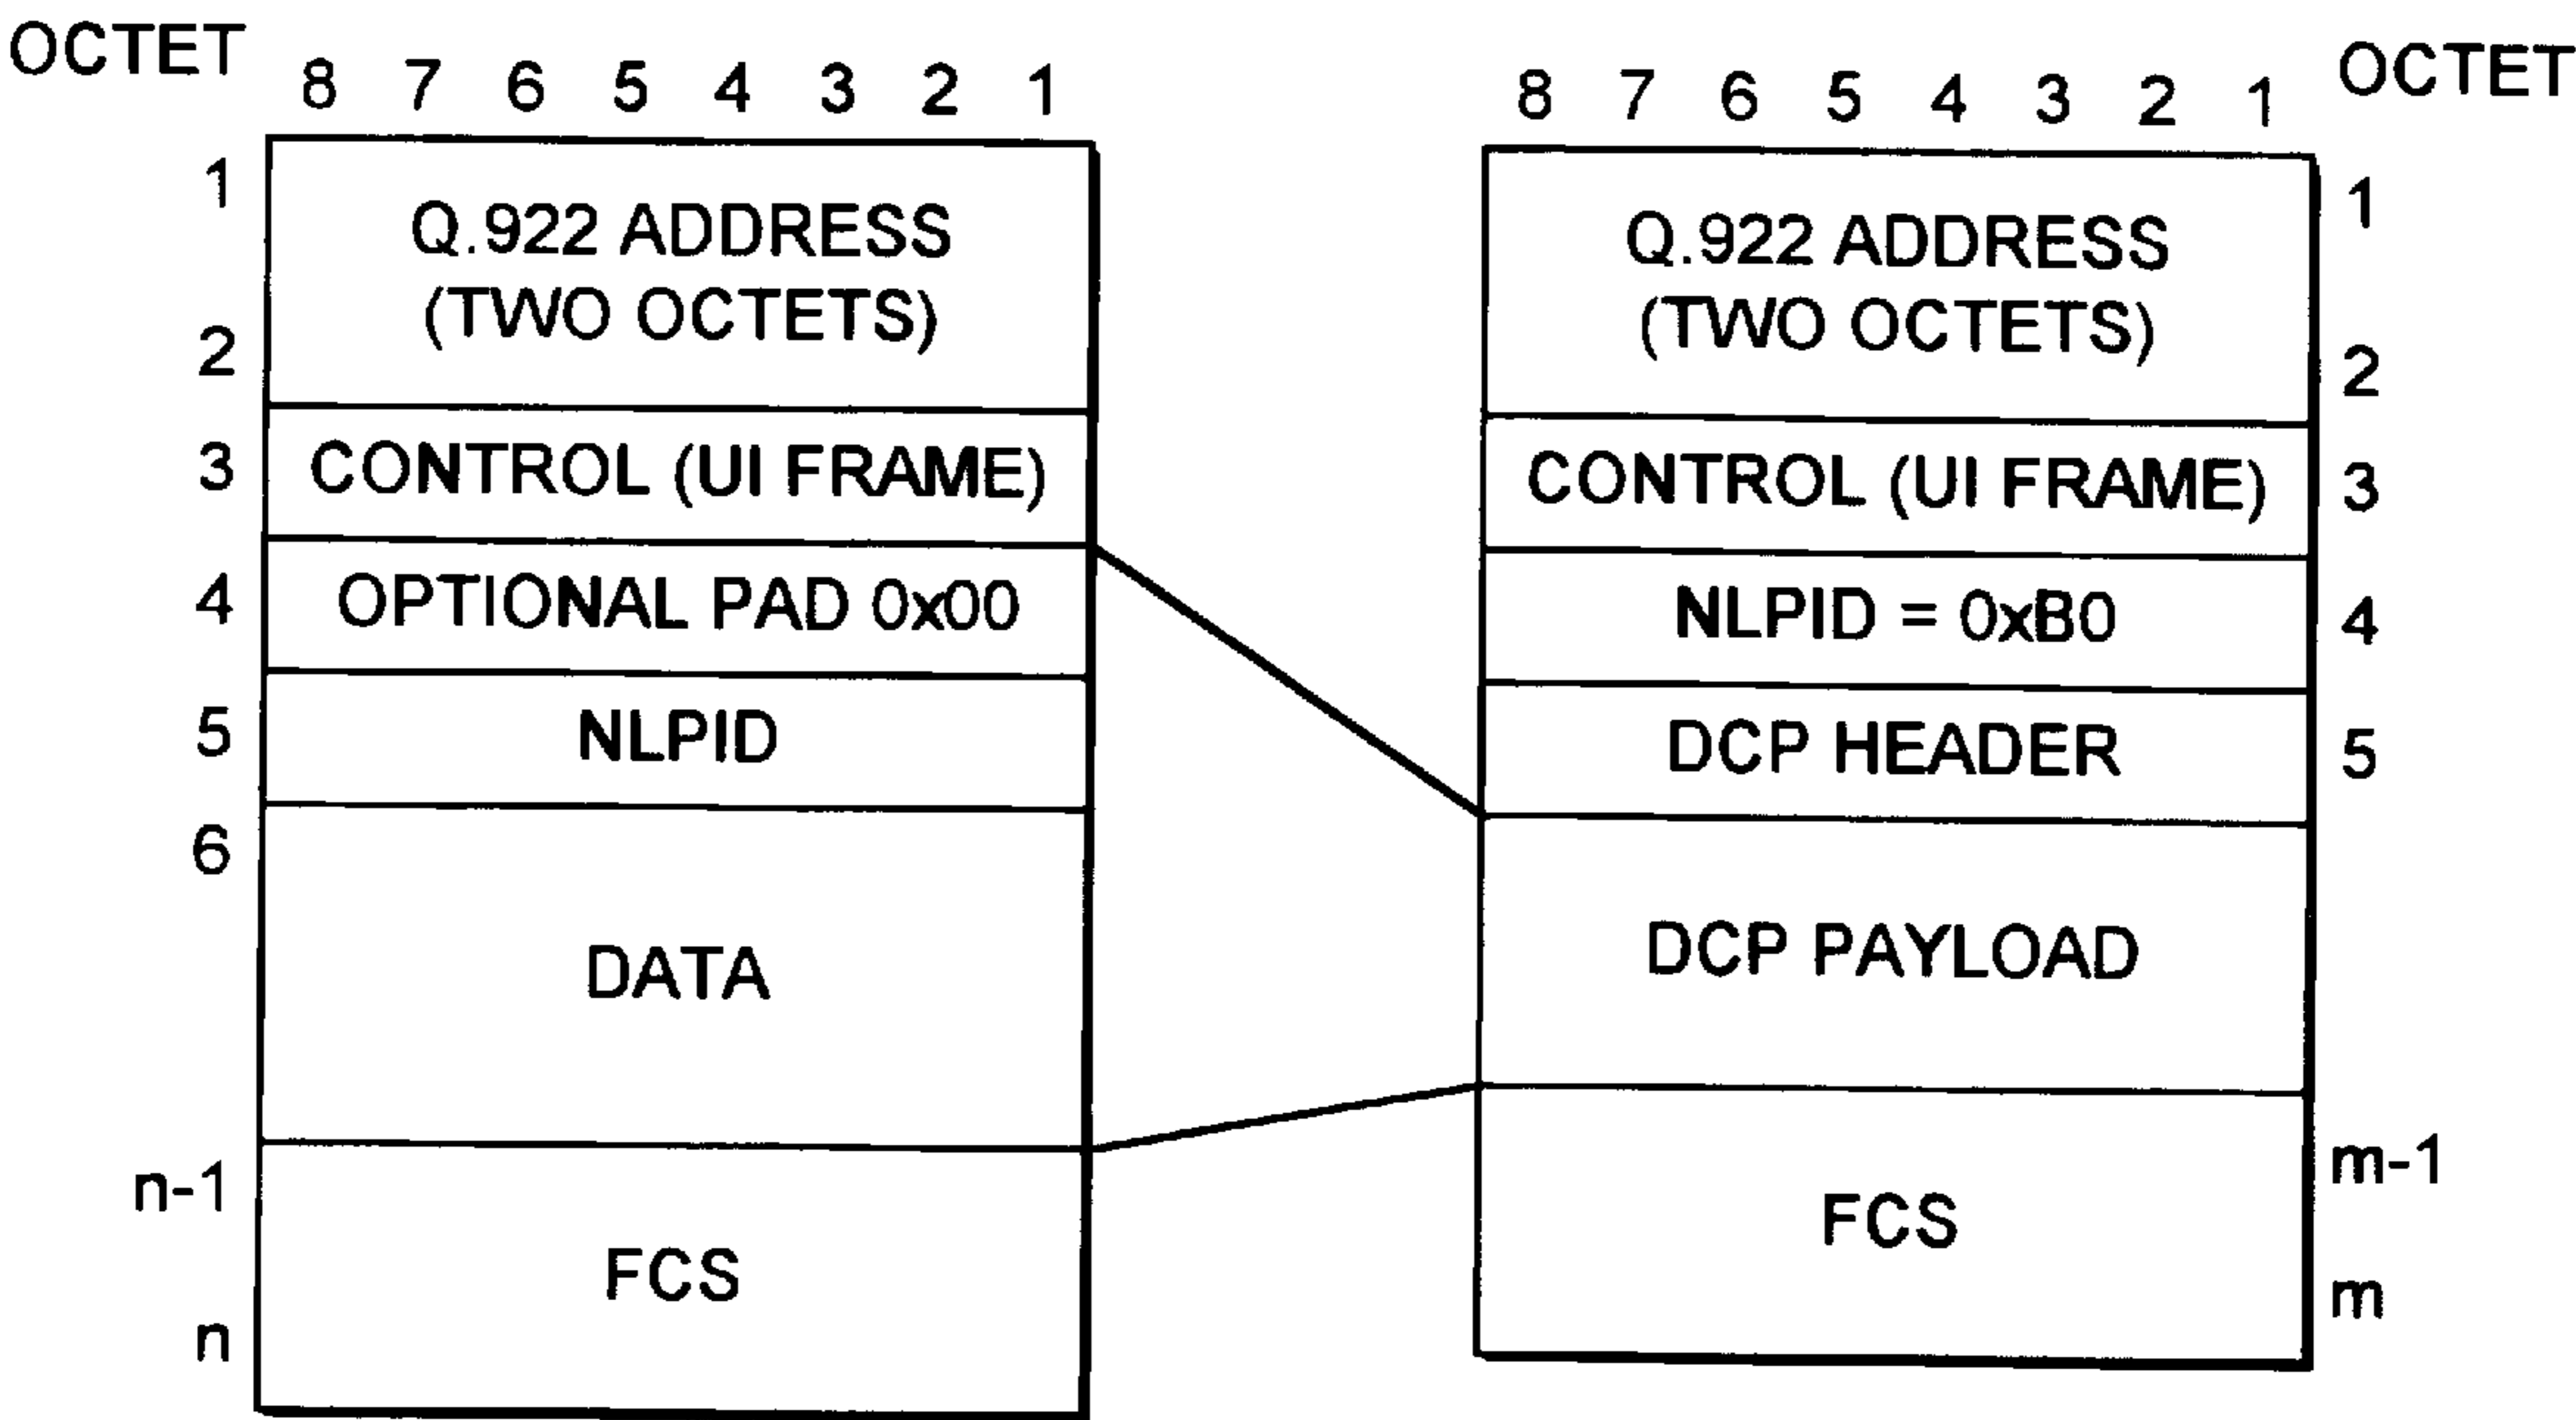 OCTET
8 7 6 5 4 3 2 1
1
Q.922 ADDRESS
(TWO OCTETS)
2
3 CONTROL (UI FRAME)
4 OPTIONAL PAD 0x00
5 NLPID
6
DATA
n-1
FCS
n
OCTET
8 7 6 5 4 3 2 1
1
Q.922 ADDRESS
(TWO OCTETS)
2
CONTROL (UI FRAME) 3
NLPID = 0xB0 4
DCP HEADER 5
DCP PAYLOAD
m-1
FCS
m